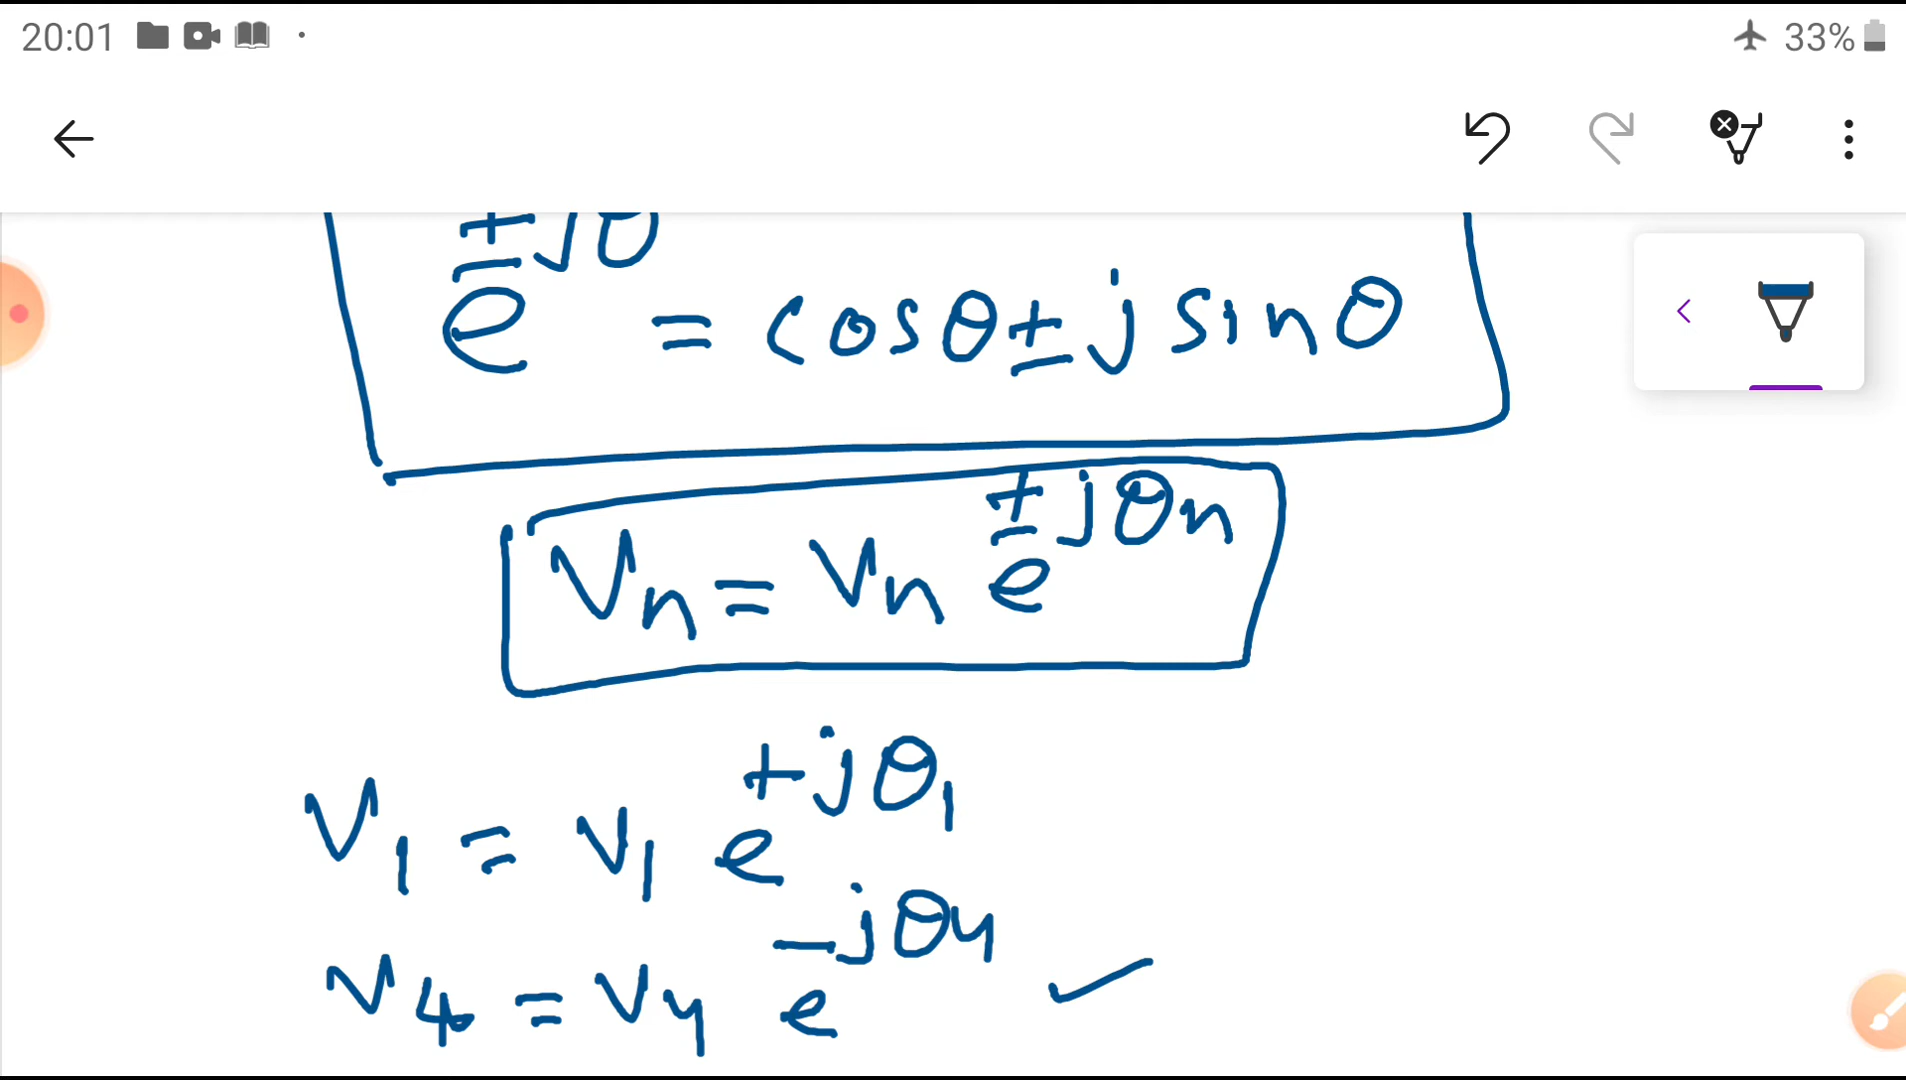 20:01 33%
e^{±jθ} = cosθ ± j sinθ
Vn = Vn e^{±jθn}
V₁ = V₁ e^{+jθ₁}
V₄ = V₄ e^{-jθ₄} ✓